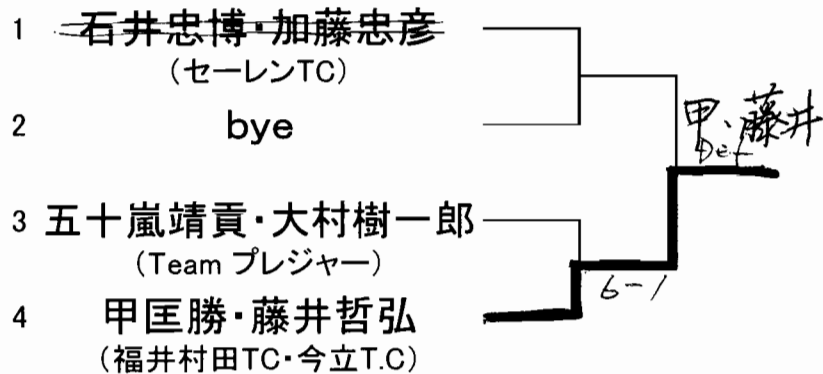 1 石井忠博・加藤忠彦
(セーレンTC)
2 bye
甲、藤井
Def
3 五十嵐靖貢・大村樹一郎
(Team プレジャー)
6-1
4 甲匡勝・藤井哲弘
(福井村田TC・今立T.C)